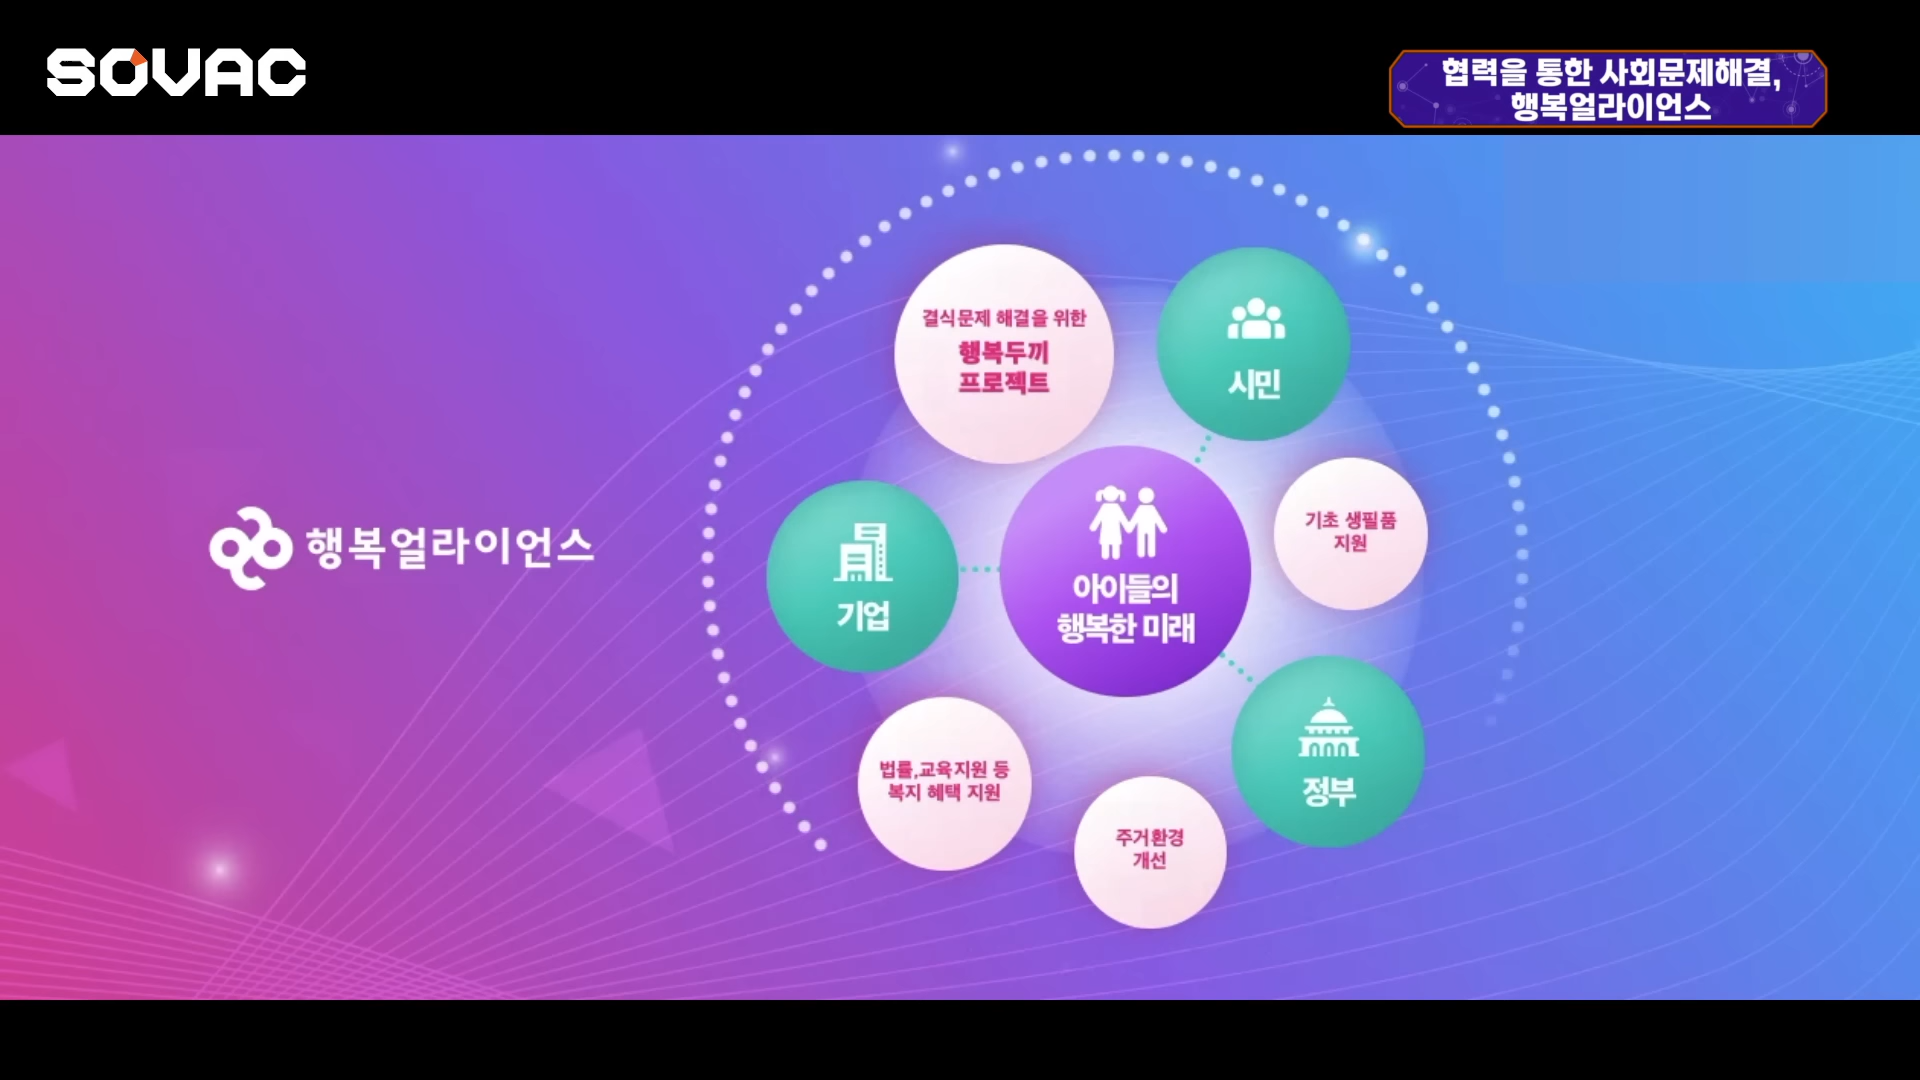 SOVAC
협력을 통한 사회문제해결,
행복얼라이언스
결식문제 해결을 위한
행복두끼
프로젝트
시민
기초 생필품
지원
행복얼라이언스
기업
아이들의
행복한 미래
정부
법률,교육지원 등
복지 혜택 지원
주거환경
개선